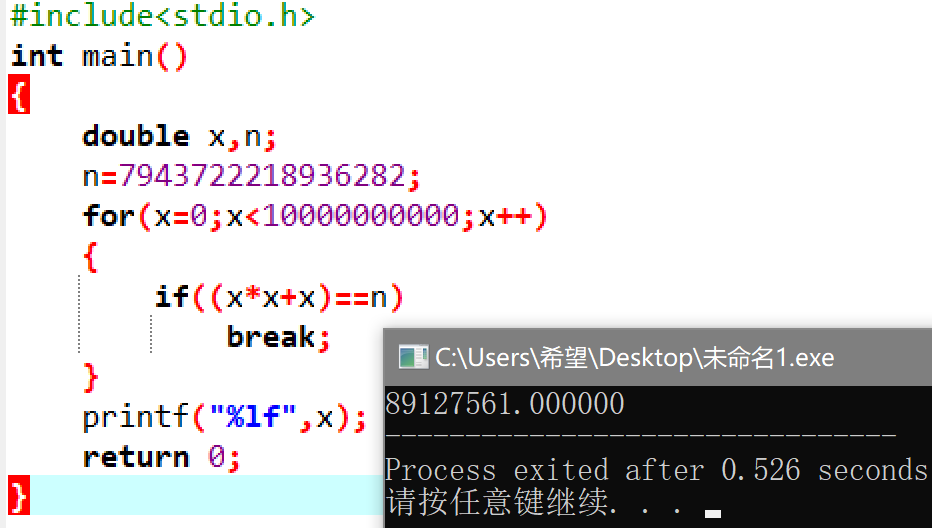 #include<stdio.h>
int main()
{
double x,n;
n=7943722218936282;
for(x=0;x<10000000000;x++)
{
if((x*x+x)==n)
break;
}
printf("%lf",x);
return 0;
}
C:\Users\希望\Desktop\未命名1.exe
89127561.000000
--------------------------------
Process exited after 0.526 seconds
请按任意键继续. . .